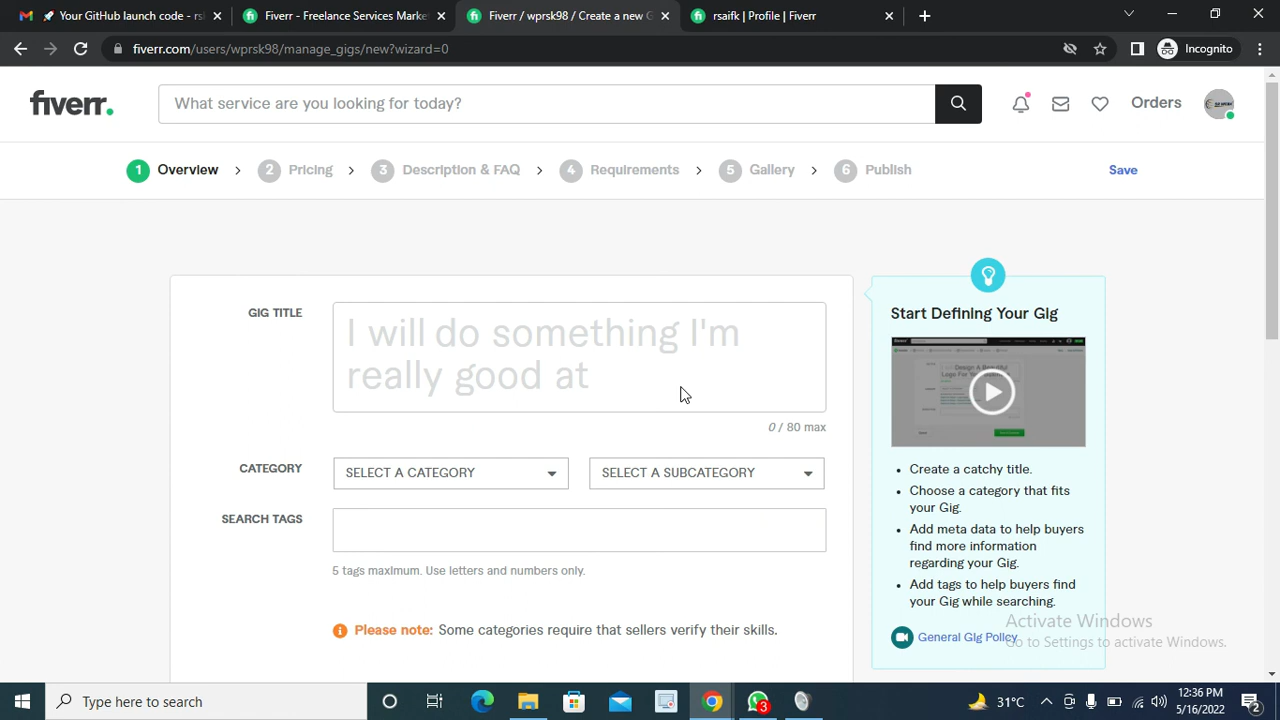 Your GitHub launch code - rs
Fiverr - Freelance Services Marke
Fiverr / wprsk98 / Create a new G
rsaifk | Profile | Fiverr
fiverr.com/users/wprsk98/manage_gigs/new?wizard=0
Incognito
fiverr.
What service are you looking for today?
Orders
1 Overview
2 Pricing
3 Description & FAQ
4 Requirements
5 Gallery
6 Publish
Save
GIG TITLE
I will do something I'm
really good at
0 / 80 max
CATEGORY
SELECT A CATEGORY
SELECT A SUBCATEGORY
SEARCH TAGS
5 tags maximum. Use letters and numbers only.
Please note: Some categories require that sellers verify their skills.
Start Defining Your Gig
• Create a catchy title.
• Choose a category that fits
your Gig.
• Add meta data to help buyers
find more information
regarding your Gig.
• Add tags to help buyers find
your Gig while searching.
General Gig Policy
Activate Windows
Go to Settings to activate Windows.
Type here to search
3
31°C
12:36 PM
5/16/2022
2